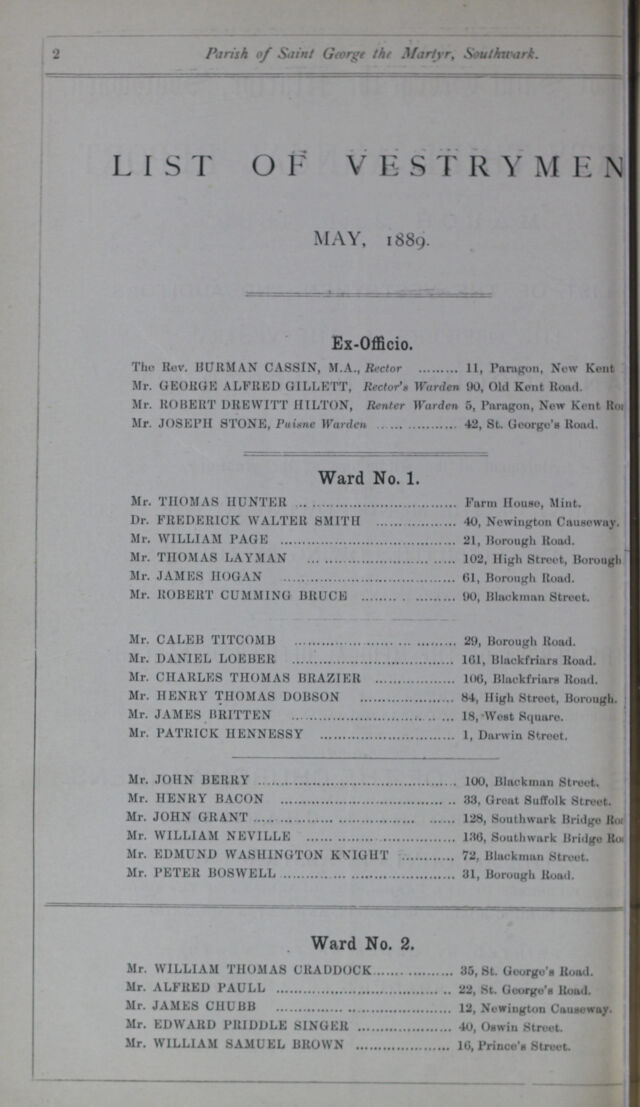 2 Parish of Saint George the Martyr, Southwark.
LIST OF VESTRYMEN
MAY, 1889.
Ex-Officio.
The Rev. BURMAN CASSIN, M.A., Rector ......... 11, Paragon, New Kent
Mr. GEORGE ALFRED GILLETT, Rector's Warden 90, Old Kent Road.
Mr. ROBERT DREWITT HILTON, Renter Warden 5, Paragon, New Kent Roa
Mr. JOSEPH STONE, Puisne Warden .................. 42, St. George's Road.
Ward No. 1.
Mr. THOMAS HUNTER .................................... Farm House, Mint.
Dr. FREDERICK WALTER SMITH .................. 40, Newington Causeway.
Mr. WILLIAM PAGE ....................................... 21, Borough Road.
Mr. THOMAS LAYMAN ................................. 102, High Street, Borough
Mr. JAMES HOGAN ....................................... 61, Borough Road.
Mr. ROBERT CUMMING BRUCE ..................... 90, Blackman Street.
Mr. CALEB TITCOMB .................................... 29, Borough Road.
Mr. DANIEL LOEBER .................................... 161, Blackfriars Road.
Mr. CHARLES THOMAS BRAZIER .................. 106, Blackfriars Road.
Mr. HENRY THOMAS DOBSON ..................... 84, High Street, Borough.
Mr. JAMES BRITTEN .................................... 18, West Square.
Mr. PATRICK HENNESSY .............................. 1, Darwin Street.
Mr. JOHN BERRY .......................................... 100, Blackman Street.
Mr. HENRY BACON ....................................... 33, Great Suffolk Street.
Mr. JOHN GRANT .......................................... 128, Southwark Bridge Roa
Mr. WILLIAM NEVILLE ................................. 136, Southwark Bridge Roa
Mr. EDMUND WASHINGTON KNIGHT ............ 72, Blackman Street.
Mr. PETER BOSWELL .................................... 31, Borough Road.
Ward No. 2.
Mr. WILLIAM THOMAS CRADDOCK .................. 35, St. George's Road.
Mr. ALFRED PAULL ....................................... 22, St. George's Road.
Mr. JAMES CHUBB ....................................... 12, Newington Causeway.
Mr. EDWARD PRIDDLE SINGER ..................... 40, Oswin Street.
Mr. WILLIAM SAMUEL BROWN ..................... 16, Prince's Street.